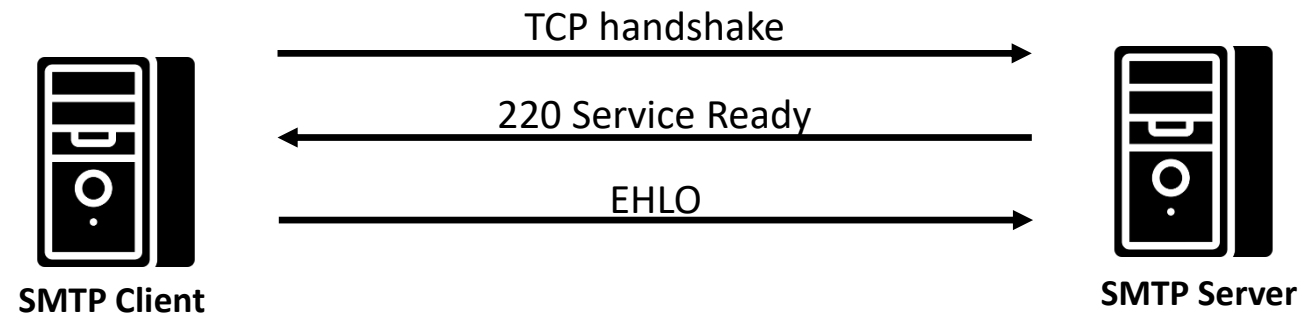 TCP handshake
220 Service Ready
EHLO
SMTP Client
SMTP Server